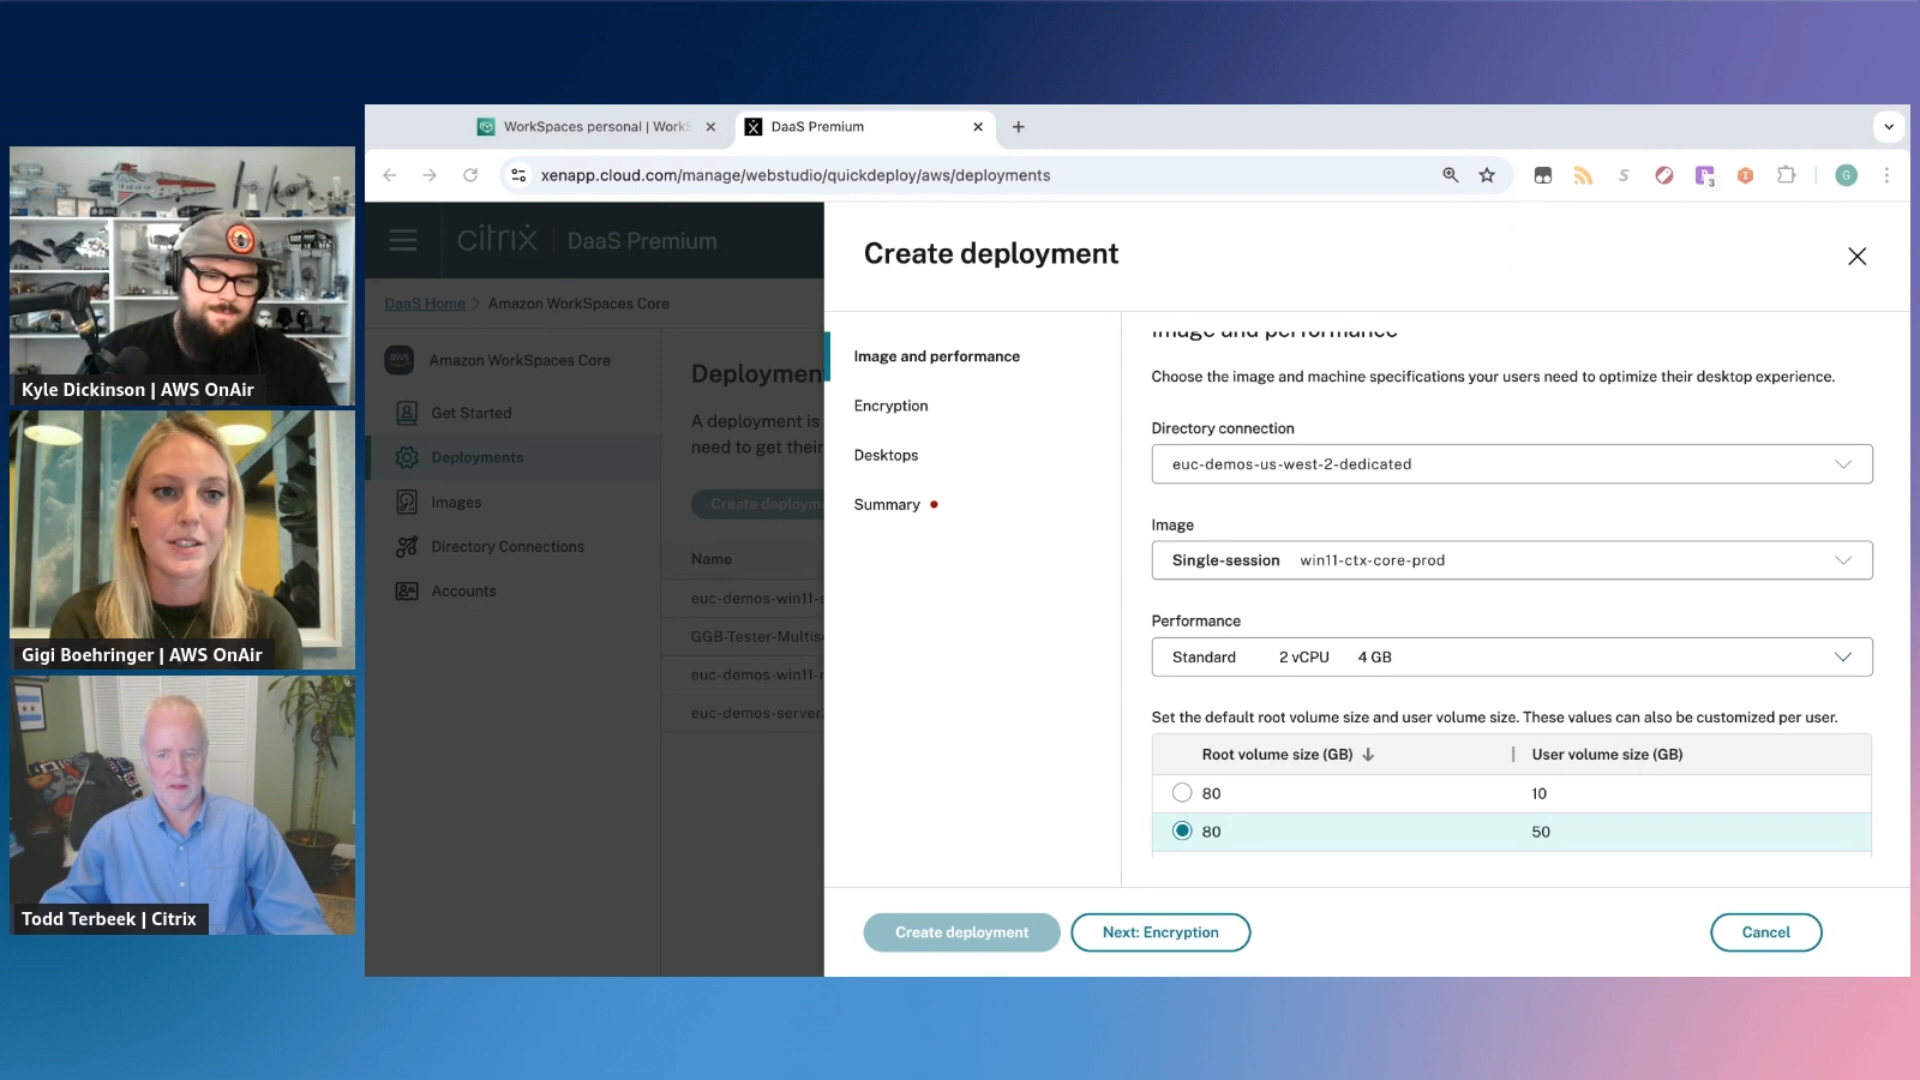 WorkSpaces personal | Works
DaaS Premium
xenapp.cloud.com/manage/webstudio/quickdeploy/aws/deployments
S
3
G
citrix
DaaS Premium
DaaS Home > Amazon WorkSpaces Core
aws
Amazon WorkSpaces Core
Get Started
Deployments
Images
Directory Connections
Accounts
Deploymen
A deployment is
need to get their
Create deploym
Name
euc-demos-win11-
GGB-Tester-Multis
euc-demos-win11-
euc-demos-server
Create deployment
Image and performance
Encryption
Desktops
Summary
Image and performance
Choose the image and machine specifications your users need to optimize their desktop experience.
Directory connection
euc-demos-us-west-2-dedicated
Image
Single-session win11-ctx-core-prod
Performance
Standard 2 vCPU 4 GB
Set the default root volume size and user volume size. These values can also be customized per user.
Root volume size (GB) ↓ User volume size (GB)
80 10
80 50
Create deployment
Next: Encryption
Cancel
Kyle Dickinson | AWS OnAir
Gigi Boehringer | AWS OnAir
Todd Terbeek | Citrix